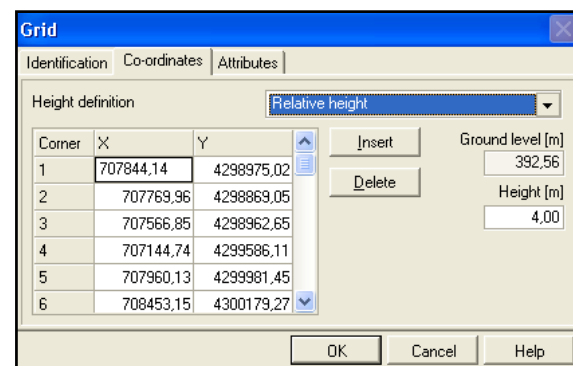 Grid
Identification Co-ordinates Attributes
Height definition Relative height
Corner X Y Insert Ground level [m]
1 707844,14 4298975,02 392,56
2 707769,96 4298869,05 Delete Height [m]
3 707566,85 4298962,65 4,00
4 707144,74 4299586,11
5 707960,13 4299981,45
6 708453,15 4300179,27
OK Cancel Help